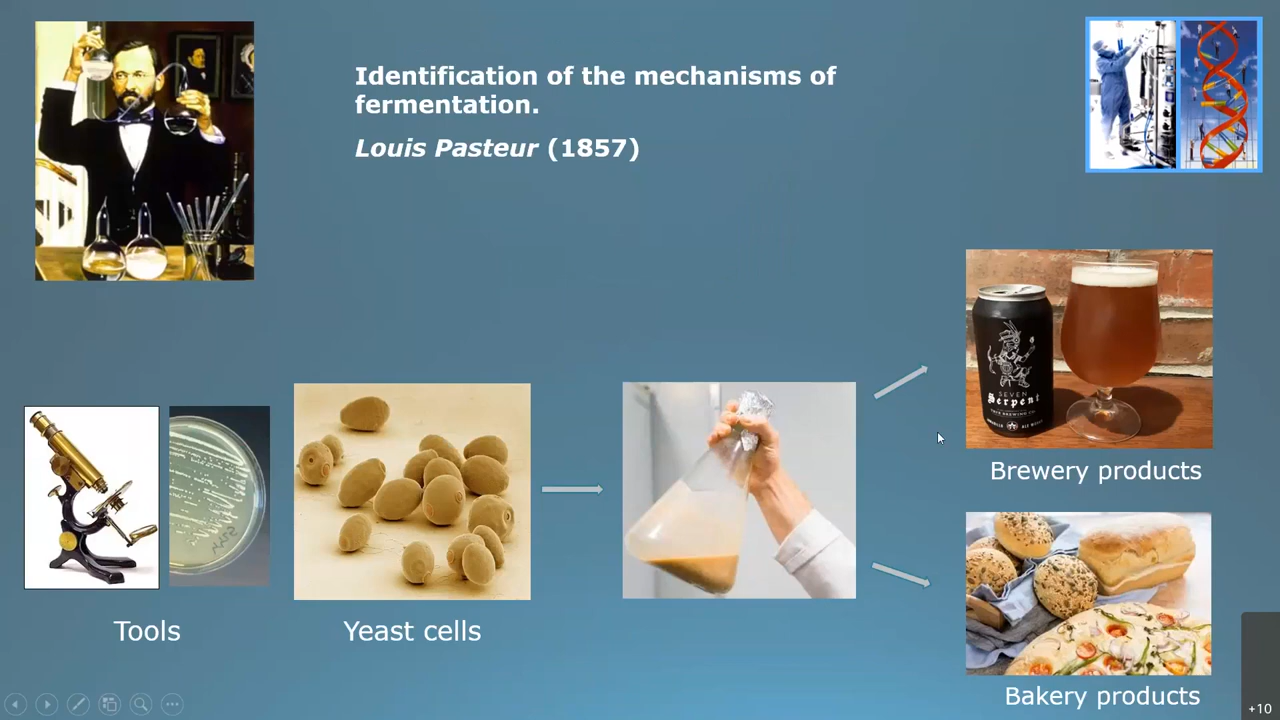 Identification of the mechanisms of
fermentation.
Louis Pasteur (1857)
SEVEN
Serpent
Brewery products
Tools
Yeast cells
Bakery products
+10